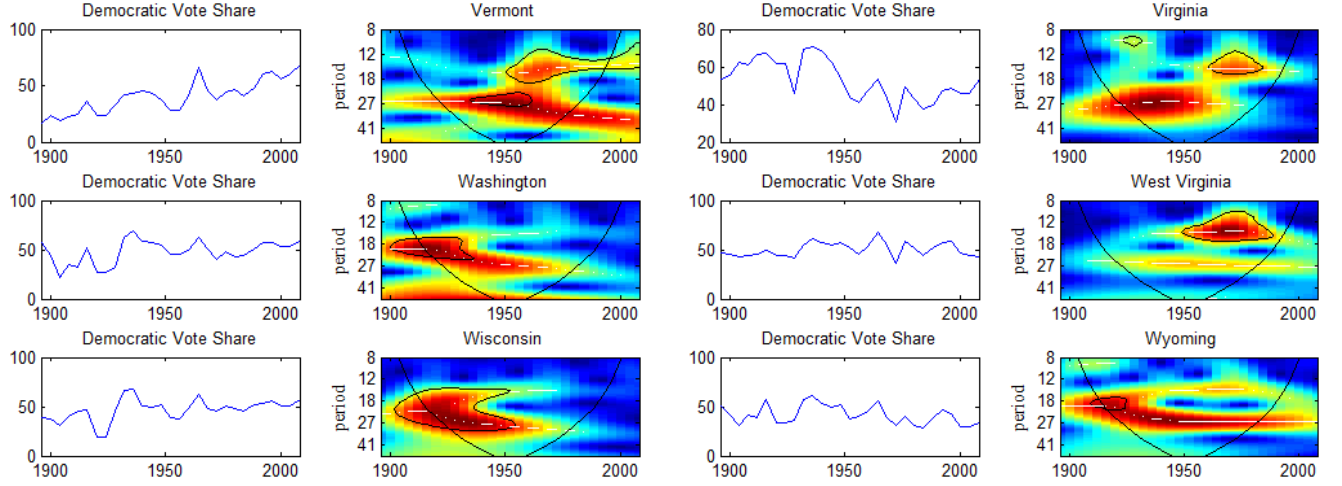 Democratic Vote Share Vermont Democratic Vote Share Virginia
100 8 80 8
12 12
50 period 18 60 period 18
27 40 27
0 41 20 41
1900 1950 2000 1900 1950 2000 1900 1950 2000 1900 1950 2000
Democratic Vote Share Washington Democratic Vote Share West Virginia
100 8 100 8
12 12
50 period 18 50 period 18
27 27
0 41 0 41
1900 1950 2000 1900 1950 2000 1900 1950 2000 1900 1950 2000
Democratic Vote Share Wisconsin Democratic Vote Share Wyoming
100 8 100 8
12 12
50 period 18 50 period 18
27 27
0 41 0 41
1900 1950 2000 1900 1950 2000 1900 1950 2000 1900 1950 2000